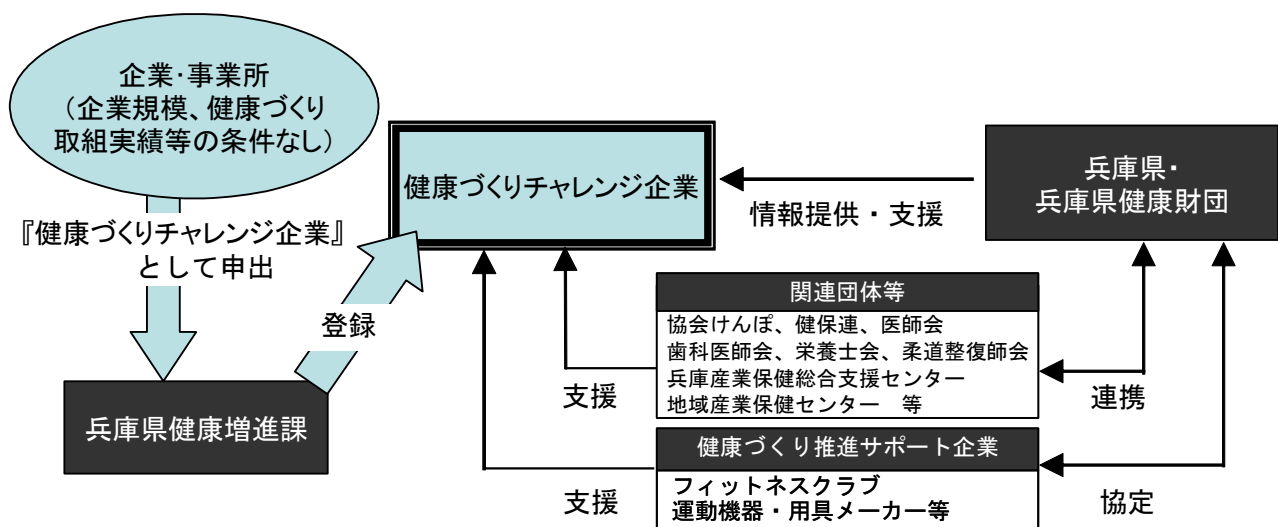 企業・事業所
（企業規模、健康づくり
取組実績等の条件なし）
『健康づくりチャレンジ企業』
として申出
兵庫県健康増進課
登録
健康づくりチャレンジ企業
情報提供・支援
兵庫県・
兵庫県健康財団
関連団体等
協会けんぽ、健保連、医師会
歯科医師会、栄養士会、柔道整復師会
兵庫産業保健総合支援センター
地域産業保健センター　等
支援
連携
健康づくり推進サポート企業
フィットネスクラブ
運動機器・用具メーカー等
支援
協定